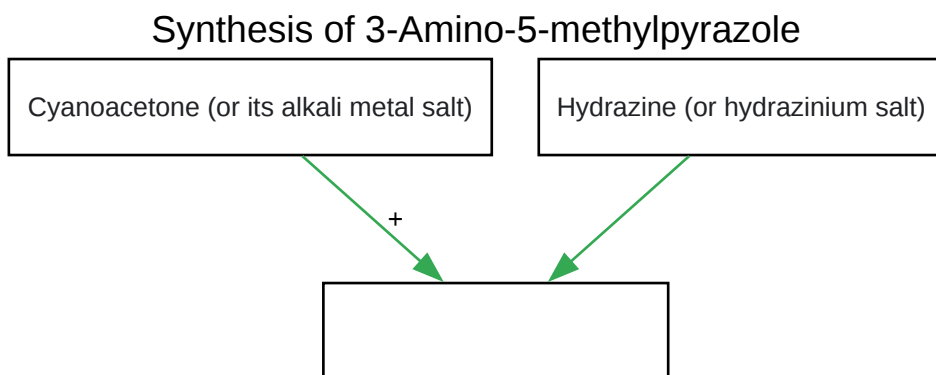 Synthesis of 3-Amino-5-methylpyrazole
Cyanoacetone (or its alkali metal salt)
Hydrazine (or hydrazinium salt)
+